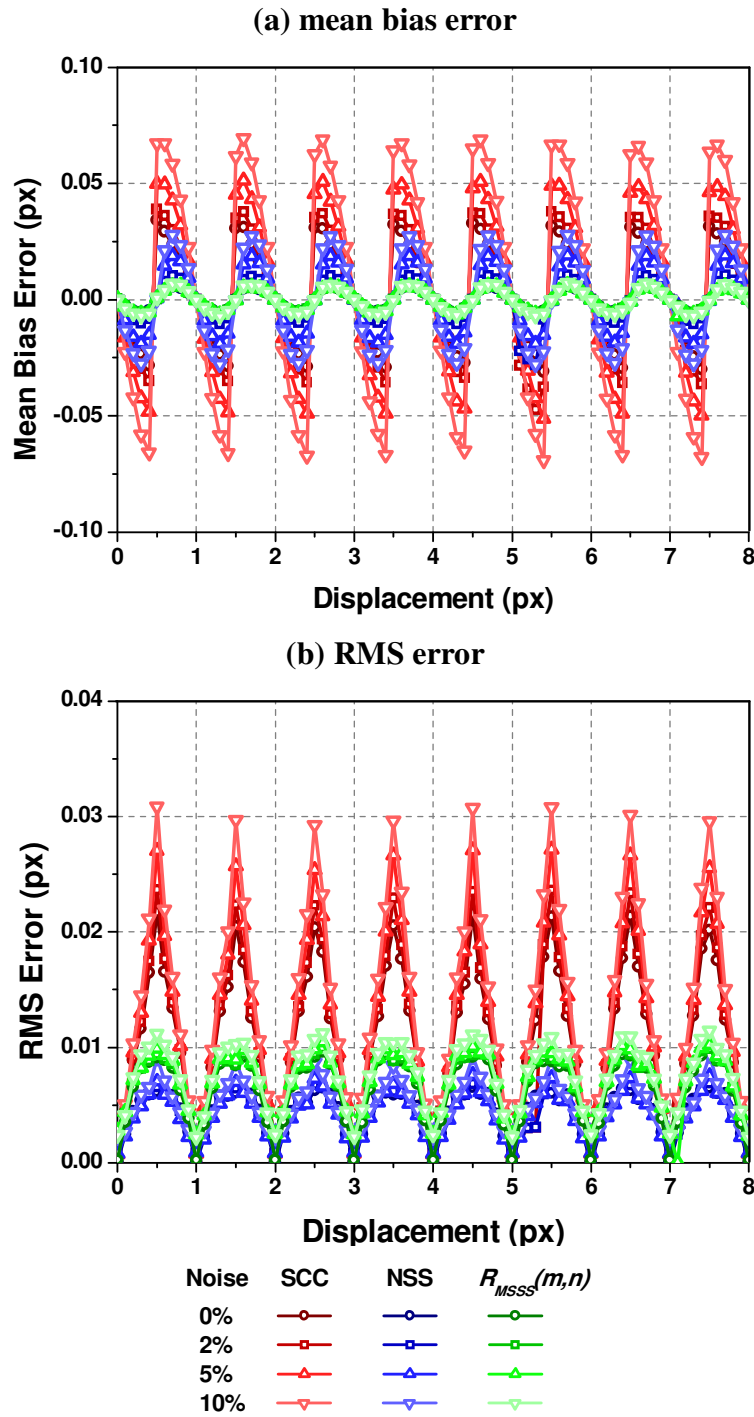 (a) mean bias error
0.10
0.05
0.00
-0.05
-0.10
Mean Bias Error (px)
0 1 2 3 4 5 6 7 8
Displacement (px)
(b) RMS error
0.04
0.03
0.02
0.01
0.00
RMS Error (px)
0 1 2 3 4 5 6 7 8
Displacement (px)
Noise SCC NSS R_MSSS(m,n)
0%
2%
5%
10%